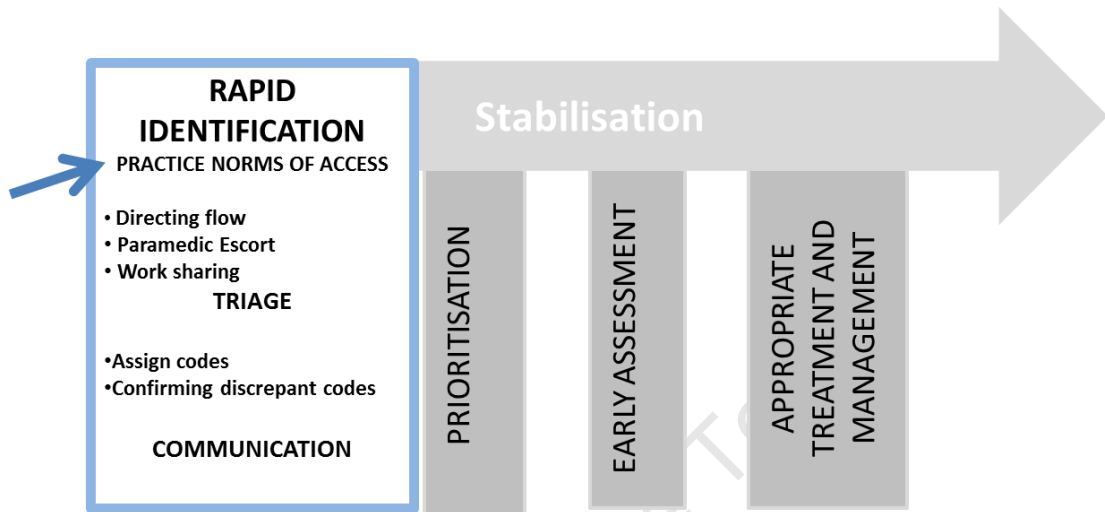 RAPID
IDENTIFICATION
PRACTICE NORMS OF ACCESS
• Directing flow
• Paramedic Escort
• Work sharing
TRIAGE
•Assign codes
•Confirming discrepant codes
COMMUNICATION
Stabilisation
PRIORITISATION
EARLY ASSESSMENT
APPROPRIATE
TREATMENT AND
MANAGEMENT